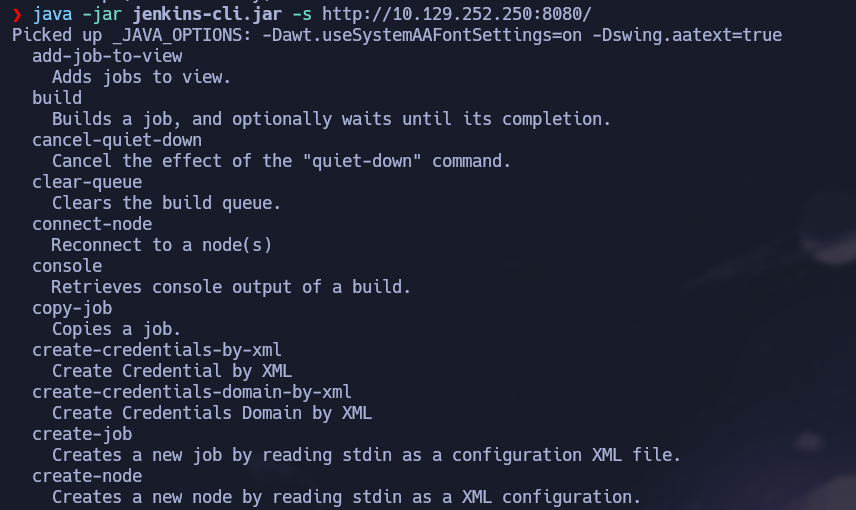 ❯ java -jar jenkins-cli.jar -s http://10.129.252.250:8080/
Picked up _JAVA_OPTIONS: -Dawt.useSystemAAFontSettings=on -Dswing.aatext=true
add-job-to-view
Adds jobs to view.
build
Builds a job, and optionally waits until its completion.
cancel-quiet-down
Cancel the effect of the "quiet-down" command.
clear-queue
Clears the build queue.
connect-node
Reconnect to a node(s)
console
Retrieves console output of a build.
copy-job
Copies a job.
create-credentials-by-xml
Create Credential by XML
create-credentials-domain-by-xml
Create Credentials Domain by XML
create-job
Creates a new job by reading stdin as a configuration XML file.
create-node
Creates a new node by reading stdin as a XML configuration.